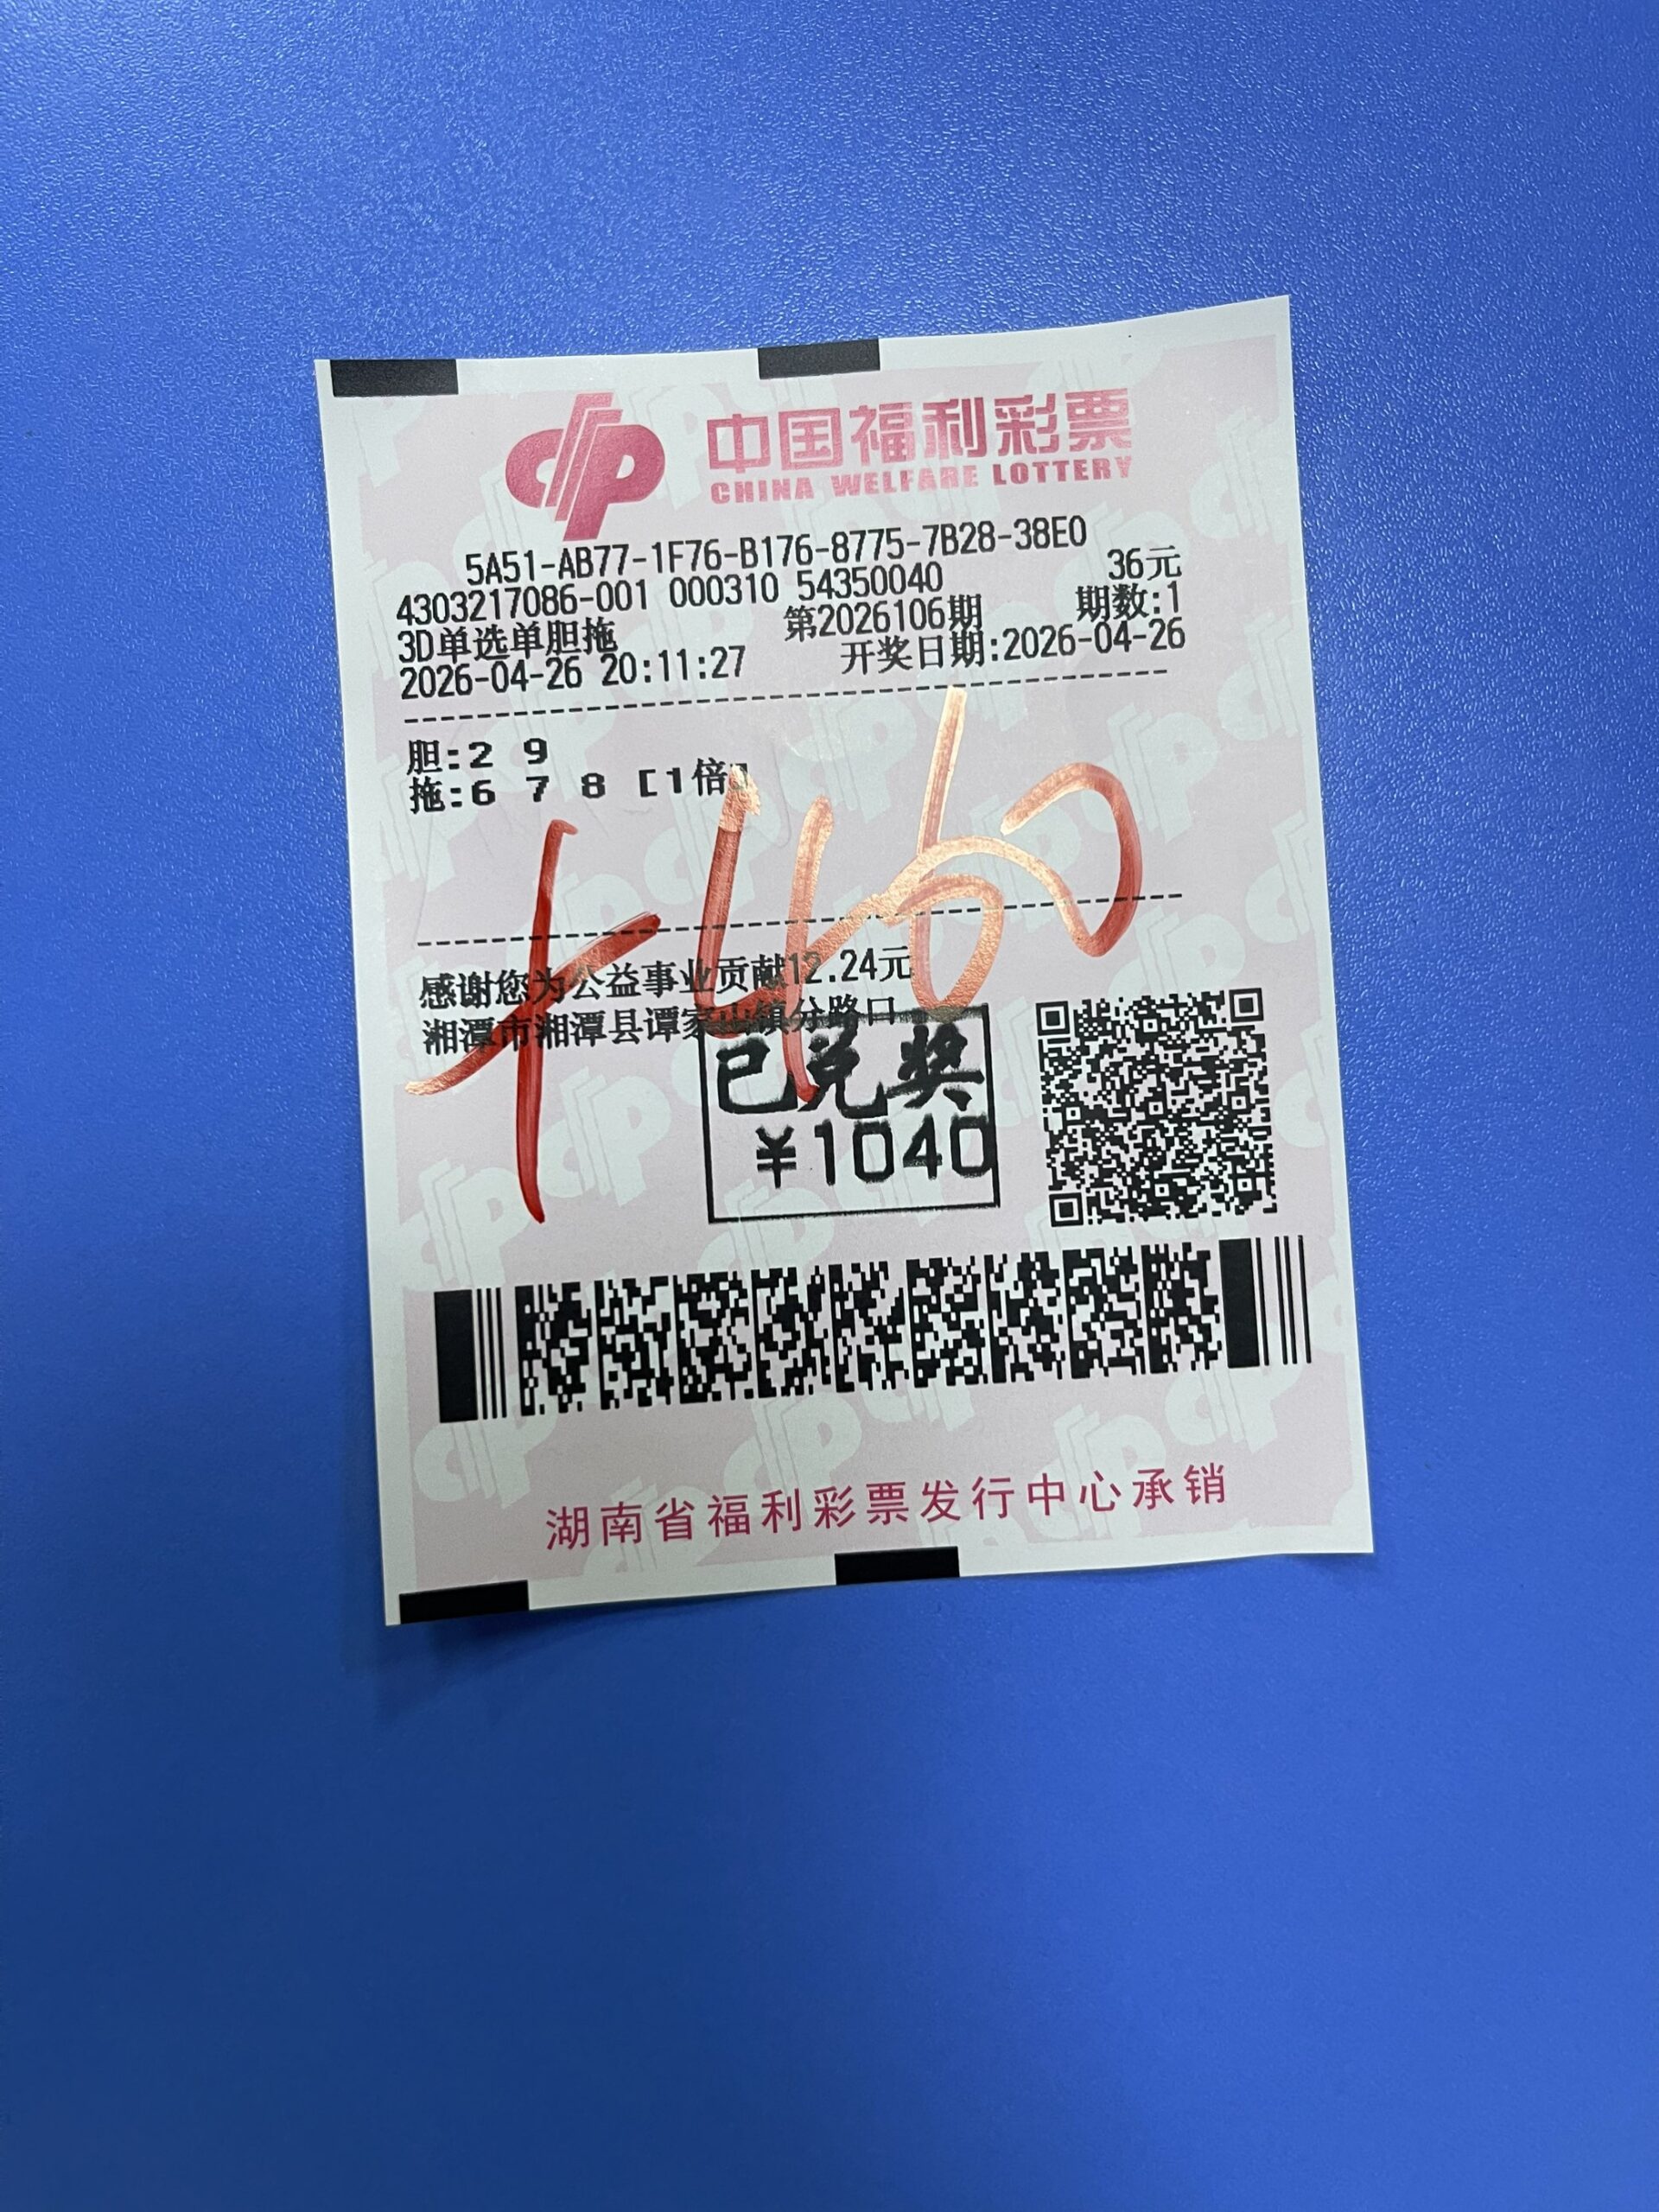 中国福利彩票
CHINA WELFARE LOTTERY
5A51-AB77-1F76-B176-8775-7B28-38E0
4303217086-001 000310 54350040 36元
3D单选单胆拖 第2026106期 期数:1
2026-04-26 20:11:27 开奖日期:2026-04-26
胆:2 9
拖:6 7 8 [1倍]
+460
感谢您为公益事业贡献12.24元
湘潭市湘潭县谭家山镇分路口
已兑奖
¥1040
湖南省福利彩票发行中心承销